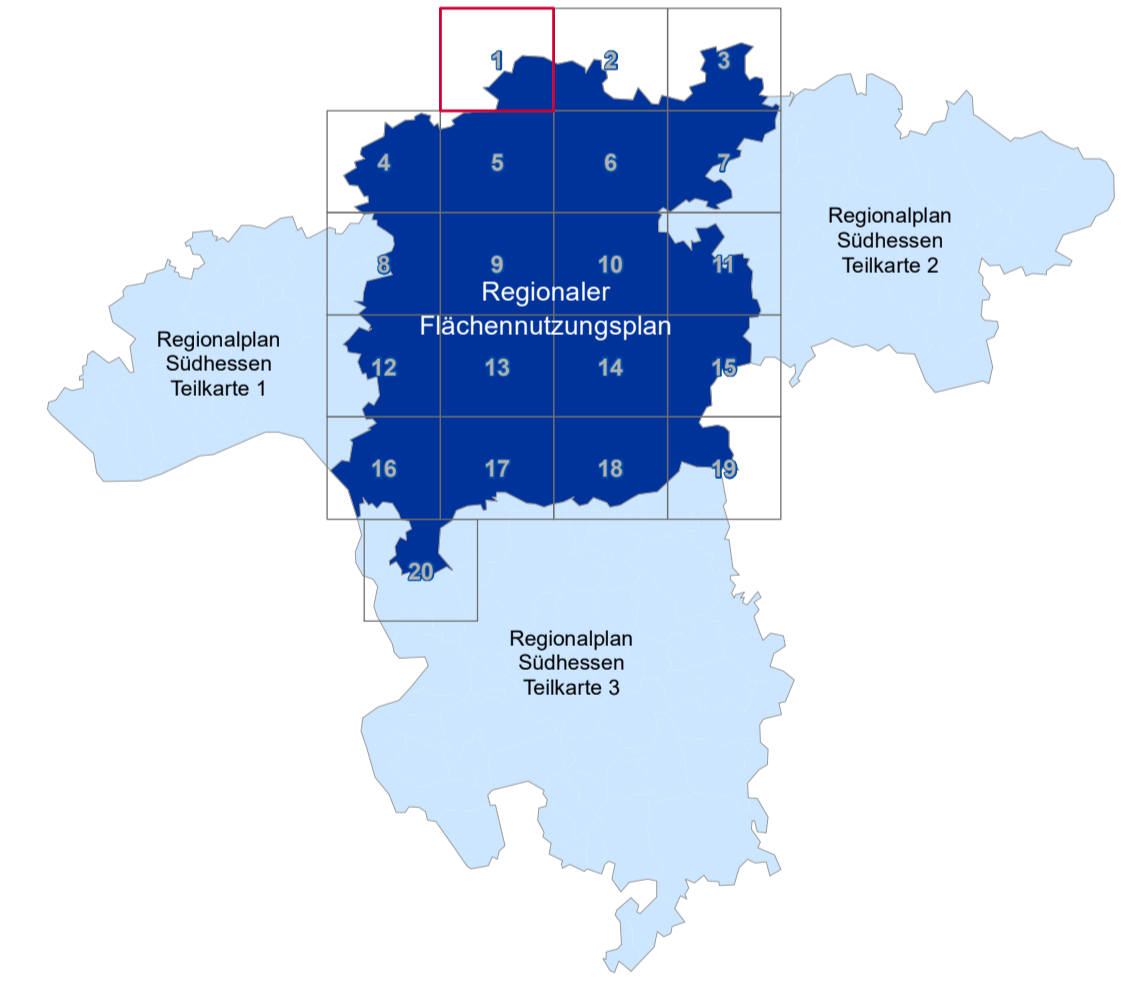 1
2
3
4
5
6
7
Regionalplan
Südhessen
Teilkarte 2
8
9
10
11
Regionaler
Flächennutzungsplan
Regionalplan
Südhessen
Teilkarte 1
12
13
14
15
16
17
18
19
20
Regionalplan
Südhessen
Teilkarte 3